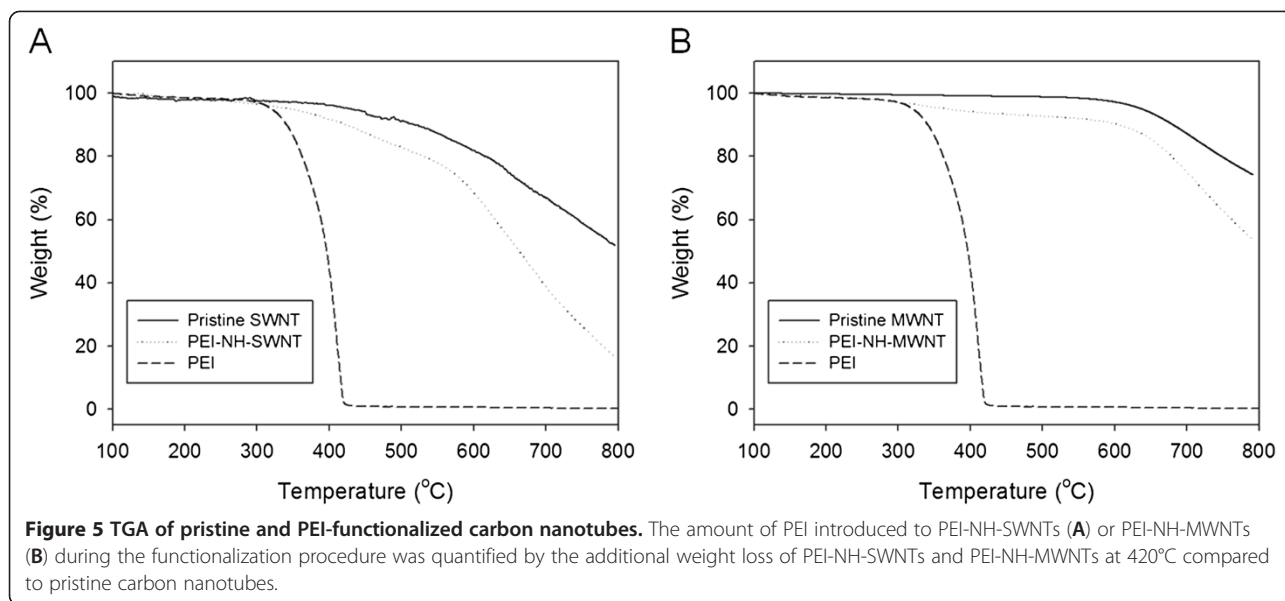 A
100
80
60
40
20
0
Weight (%)
Pristine SWNT
PEI-NH-SWNT
PEI
100 200 300 400 500 600 700 800
Temperature (°C)
B
100
80
60
40
20
0
Weight (%)
Pristine MWNT
PEI-NH-MWNT
PEI
100 200 300 400 500 600 700 800
Temperature (°C)
Figure 5 TGA of pristine and PEI-functionalized carbon nanotubes. The amount of PEI introduced to PEI-NH-SWNTs (A) or PEI-NH-MWNTs
(B) during the functionalization procedure was quantified by the additional weight loss of PEI-NH-SWNTs and PEI-NH-MWNTs at 420°C compared
to pristine carbon nanotubes.